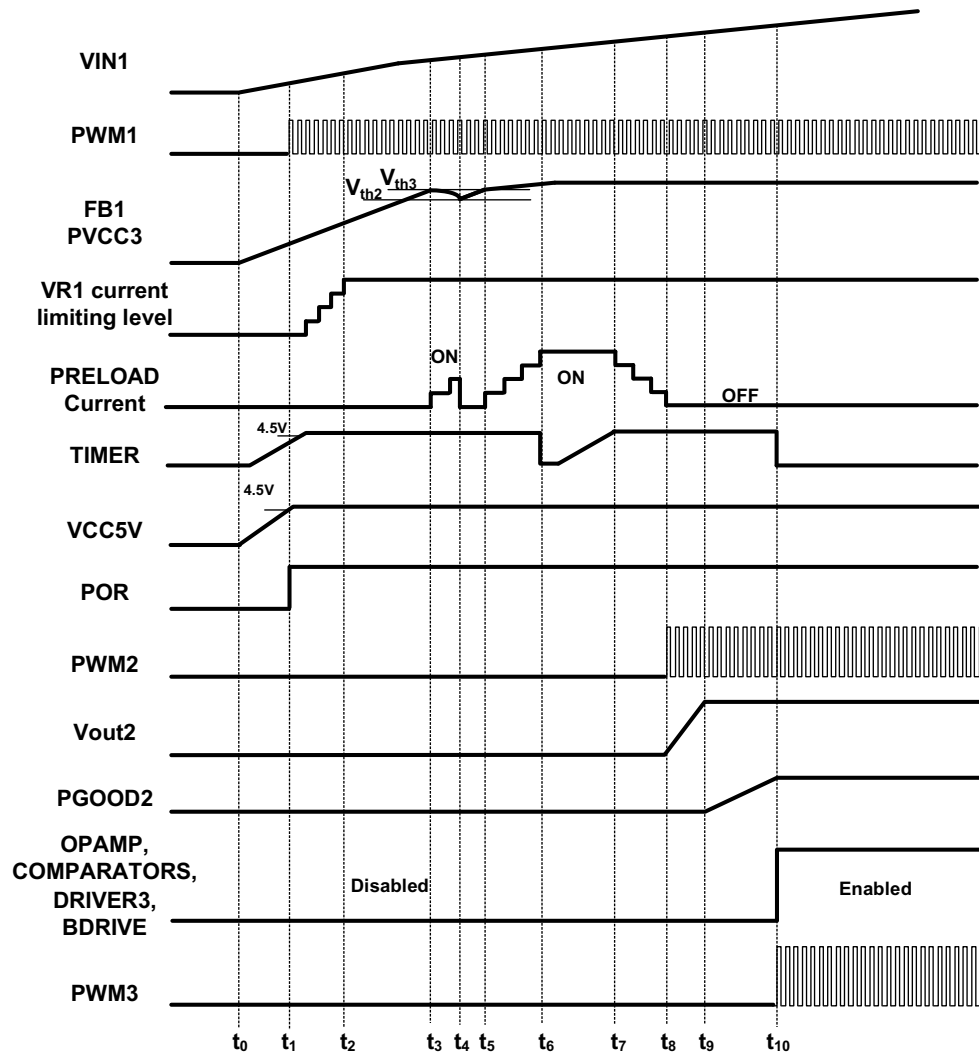 VIN1
PWM1
Vth3
Vth2
FB1
PVCC3
VR1 current
limiting level
ON
PRELOAD
Current
ON
OFF
4.5V
TIMER
4.5V
VCC5V
POR
PWM2
Vout2
PGOOD2
OPAMP,
COMPARATORS,
DRIVER3,
BDRIVE
Disabled
Enabled
PWM3
t0 t1 t2 t3 t4 t5 t6 t7 t8 t9 t10